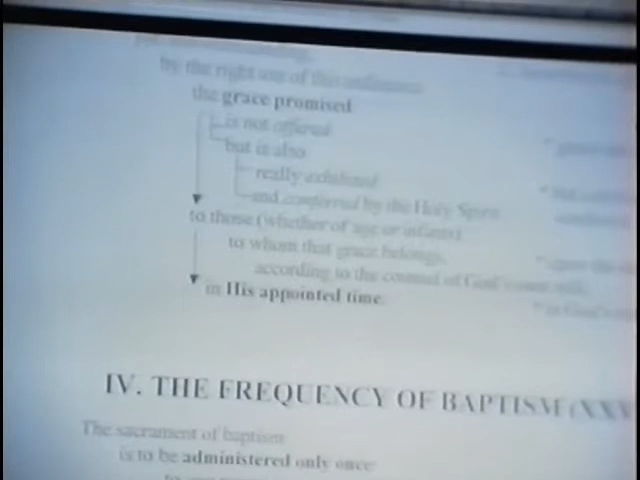 by the right use of this ordinance
the grace promised
is not offered
but is also
really exhibited
and conferred by the Holy Spirit
to those (whether of age or infants)
to whom that grace belongs,
according to the counsel of God's own will,
in His appointed time.
IV. THE FREQUENCY OF BAPTISM (XXV
The sacrament of baptism
is to be administered only once